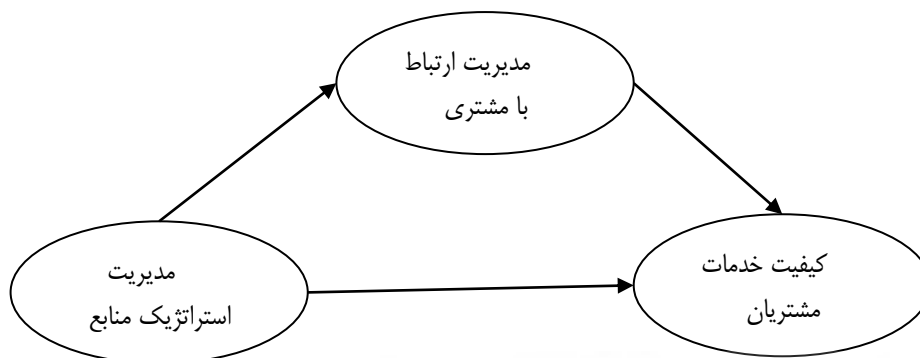 مدیریت ارتباط
با مشتری
کیفیت خدمات
مشتریان
مدیریت
استراتژیک منابع